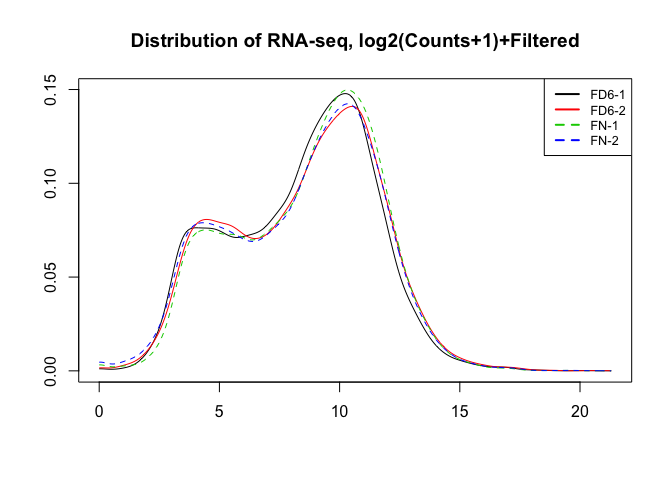 Distribution of RNA-seq, log2(Counts+1)+Filtered
0.15
0.10
0.05
0.00
FD6-1
FD6-2
FN-1
FN-2
0 5 10 15 20